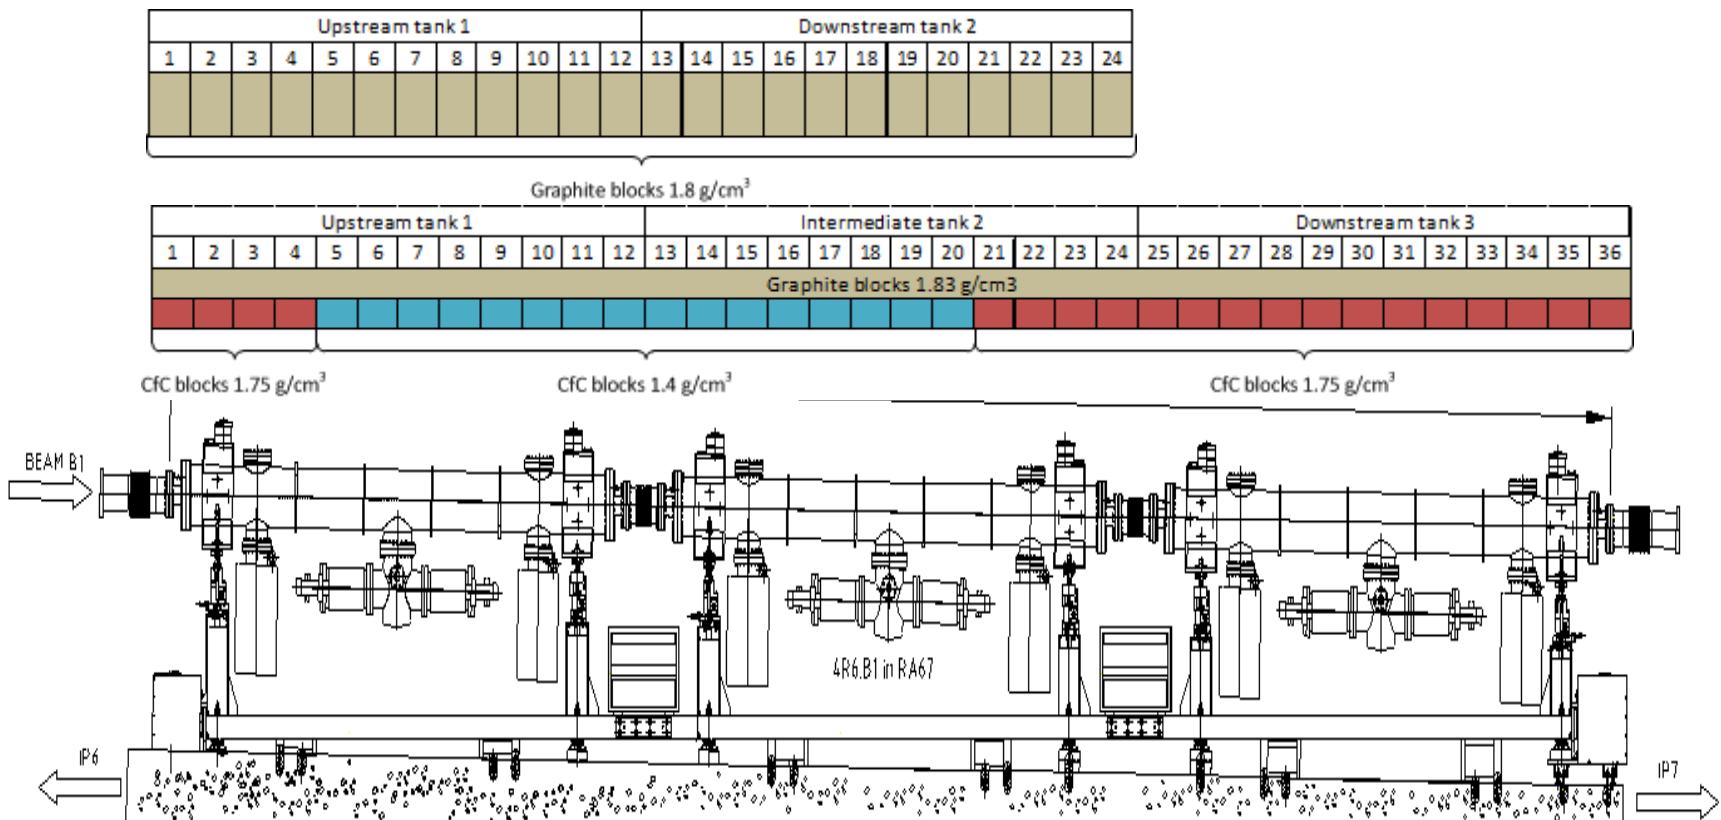 Upstream tank 1 Downstream tank 2
1 2 3 4 5 6 7 8 9 10 11 12 13 14 15 16 17 18 19 20 21 22 23 24
Graphite blocks 1.8 g/cm³
Upstream tank 1 Intermediate tank 2 Downstream tank 3
1 2 3 4 5 6 7 8 9 10 11 12 13 14 15 16 17 18 19 20 21 22 23 24 25 26 27 28 29 30 31 32 33 34 35 36
Graphite blocks 1.83 g/cm3
CfC blocks 1.75 g/cm³ CfC blocks 1.4 g/cm³ CfC blocks 1.75 g/cm³
BEAM B1
4R6.B1 in RA67
IP6
IP7